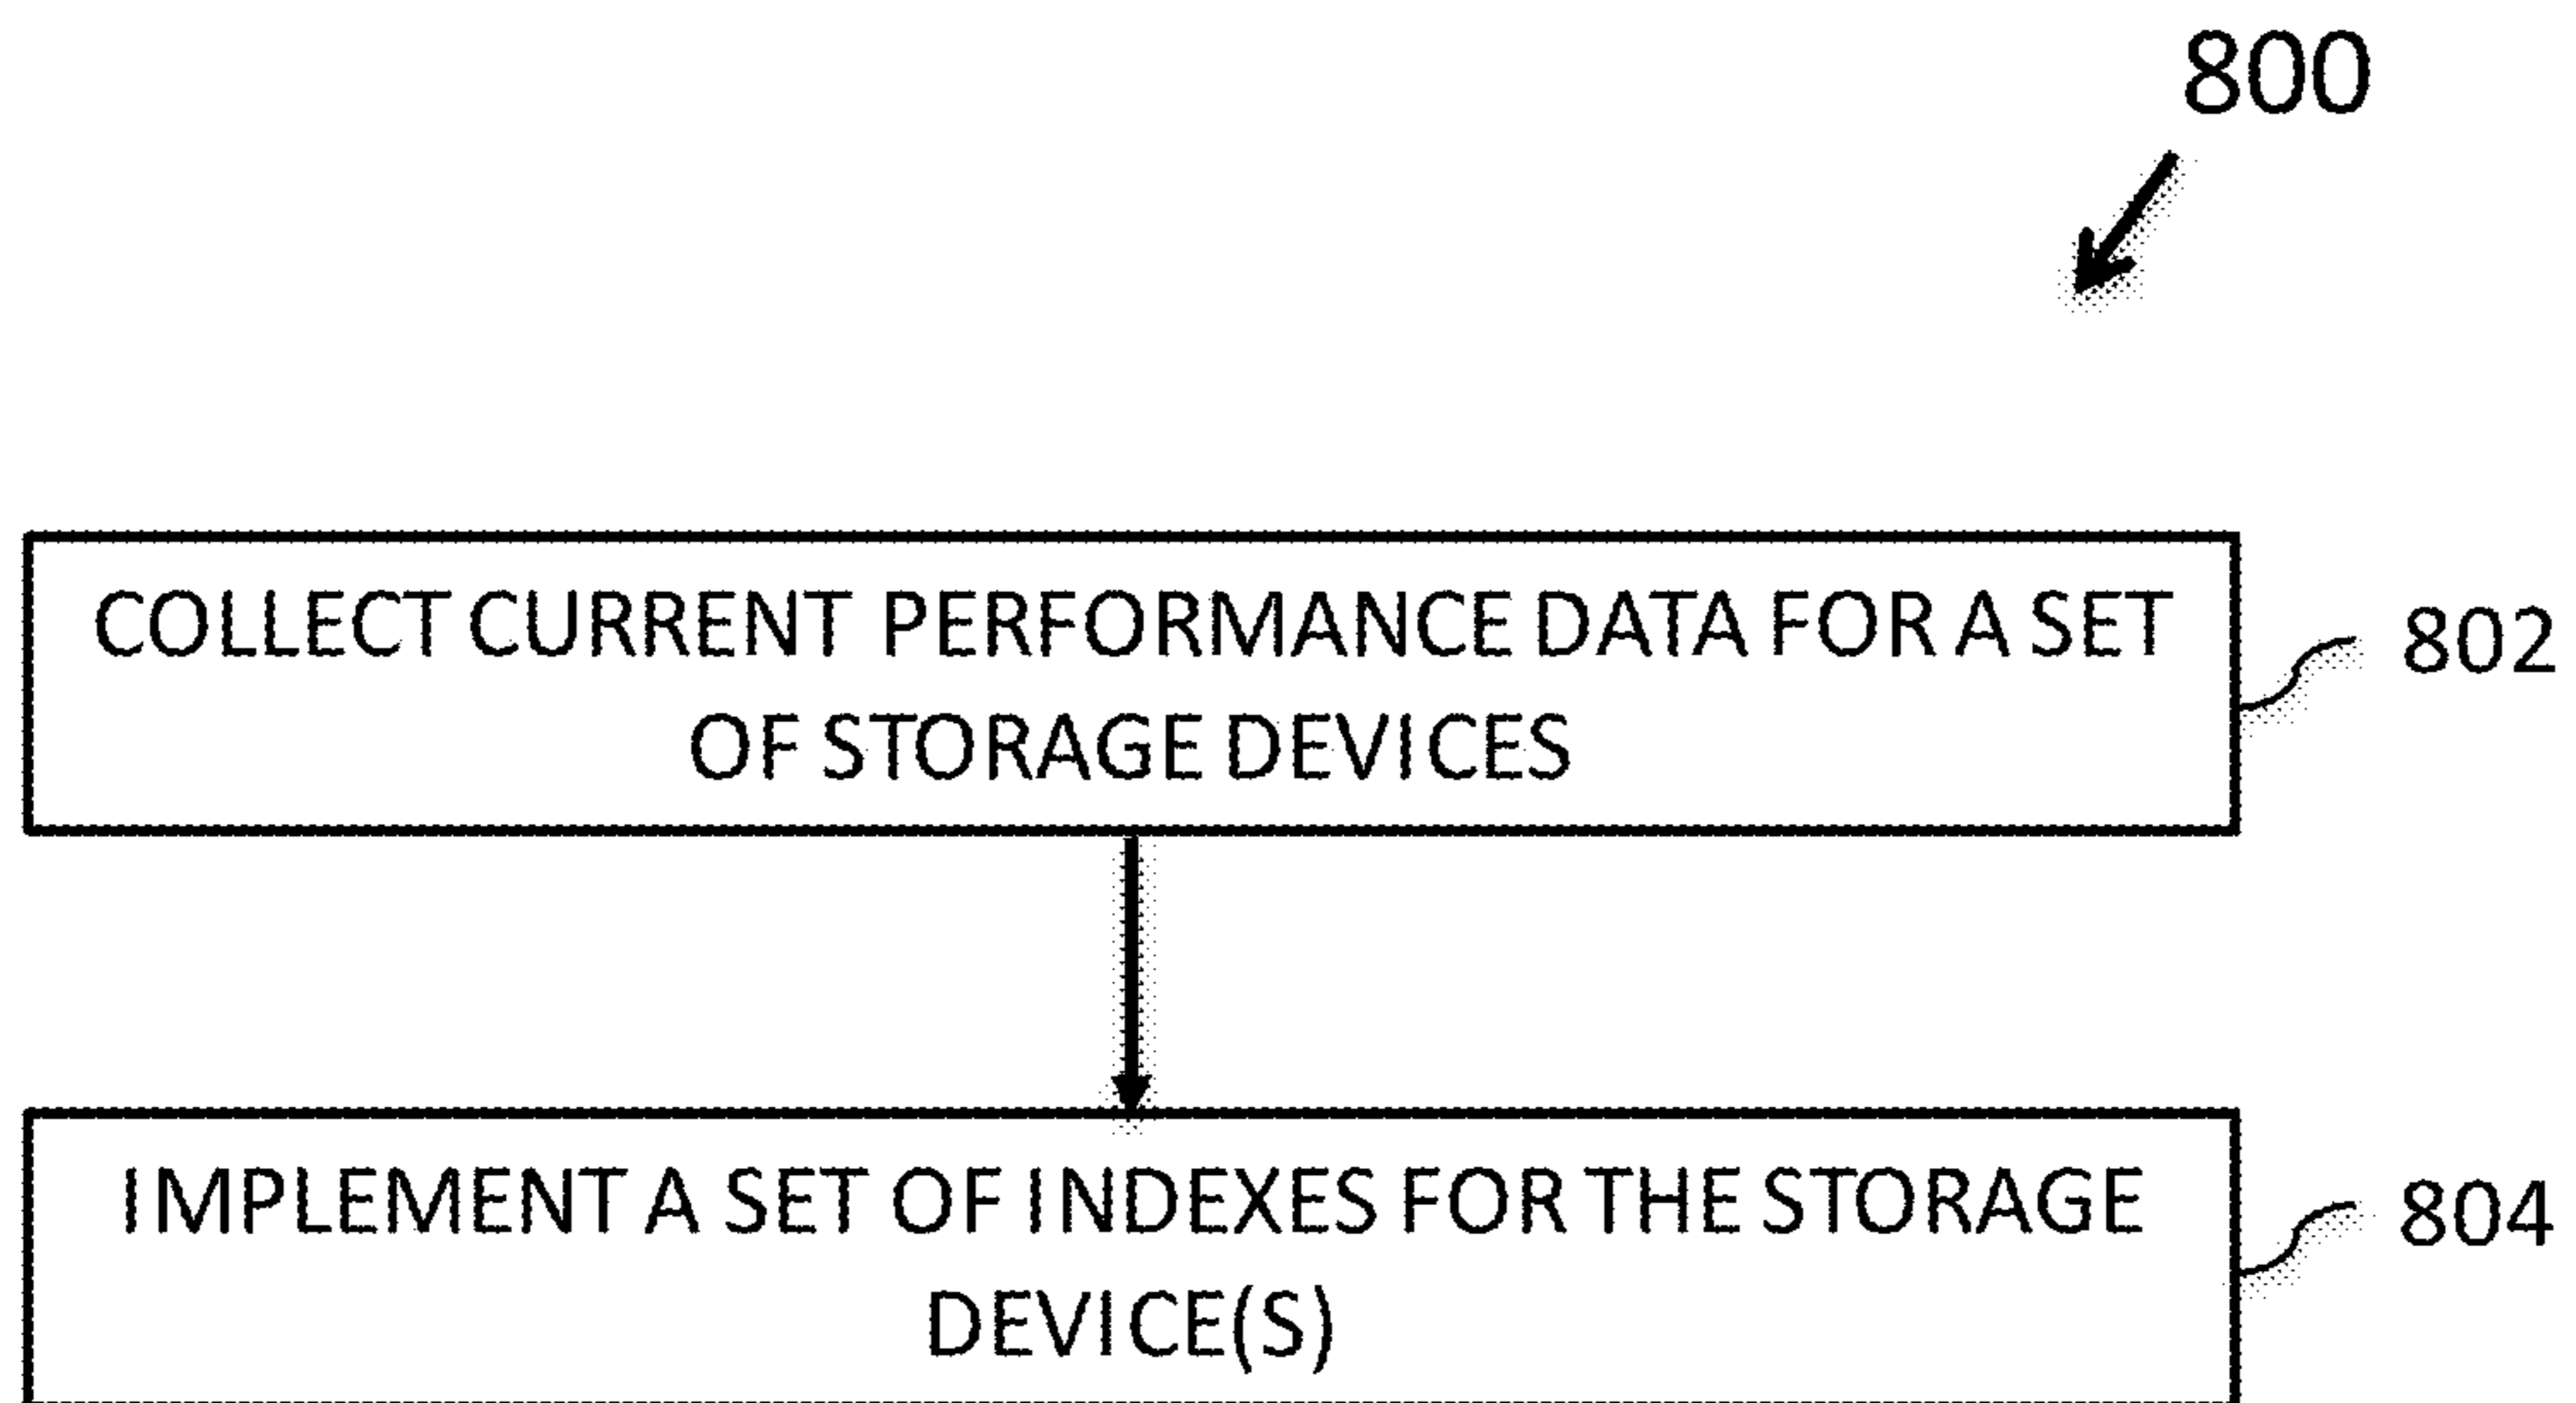 800
COLLECT CURRENT PERFORMANCE DATA FOR A SET
OF STORAGE DEVICES
802
IMPLEMENT A SET OF INDEXES FOR THE STORAGE
DEVICE(S)
804